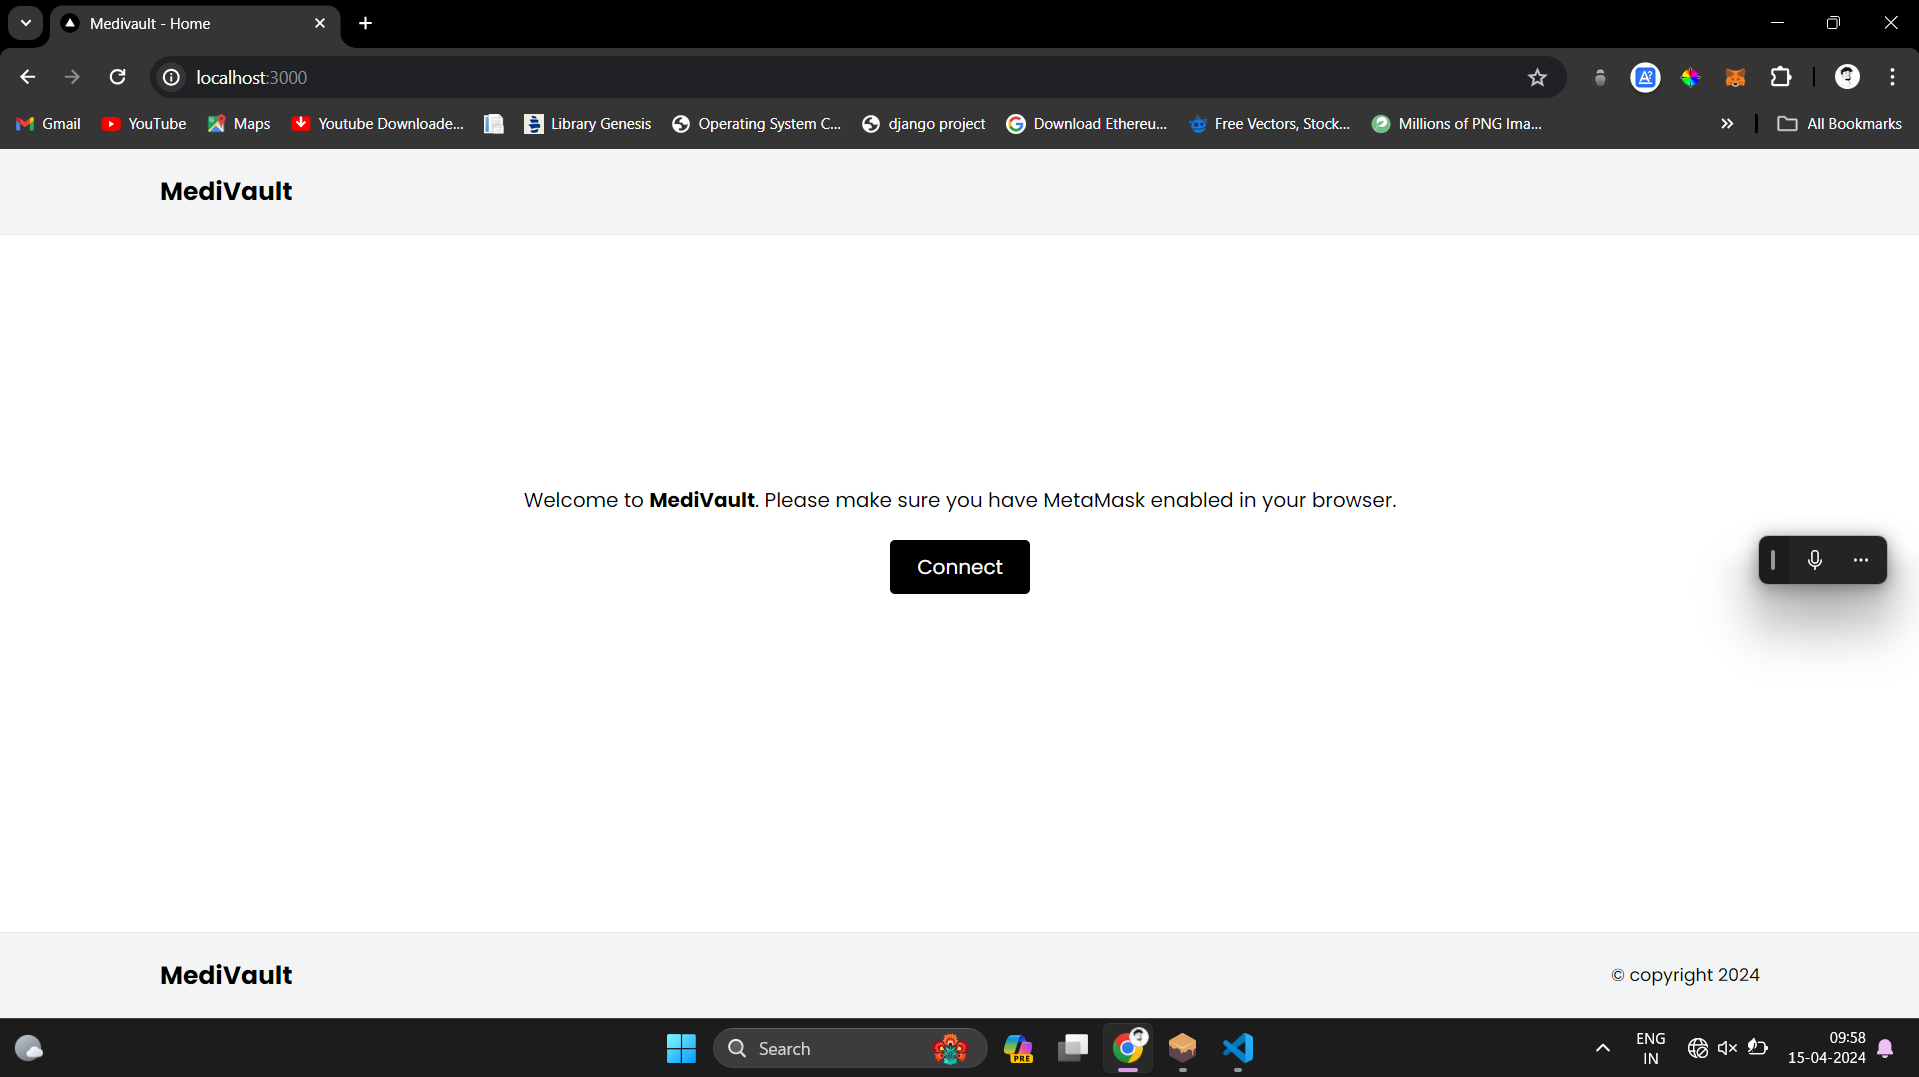 Medivault - Home
localhost:3000
Gmail YouTube Maps Youtube Downloade... Library Genesis Operating System C... django project Download Ethereu... Free Vectors, Stock... Millions of PNG Ima... » All Bookmarks
MediVault
Welcome to MediVault. Please make sure you have MetaMask enabled in your browser.
Connect
MediVault © copyright 2024
Search
PRE
ENG
IN
09:58
15-04-2024